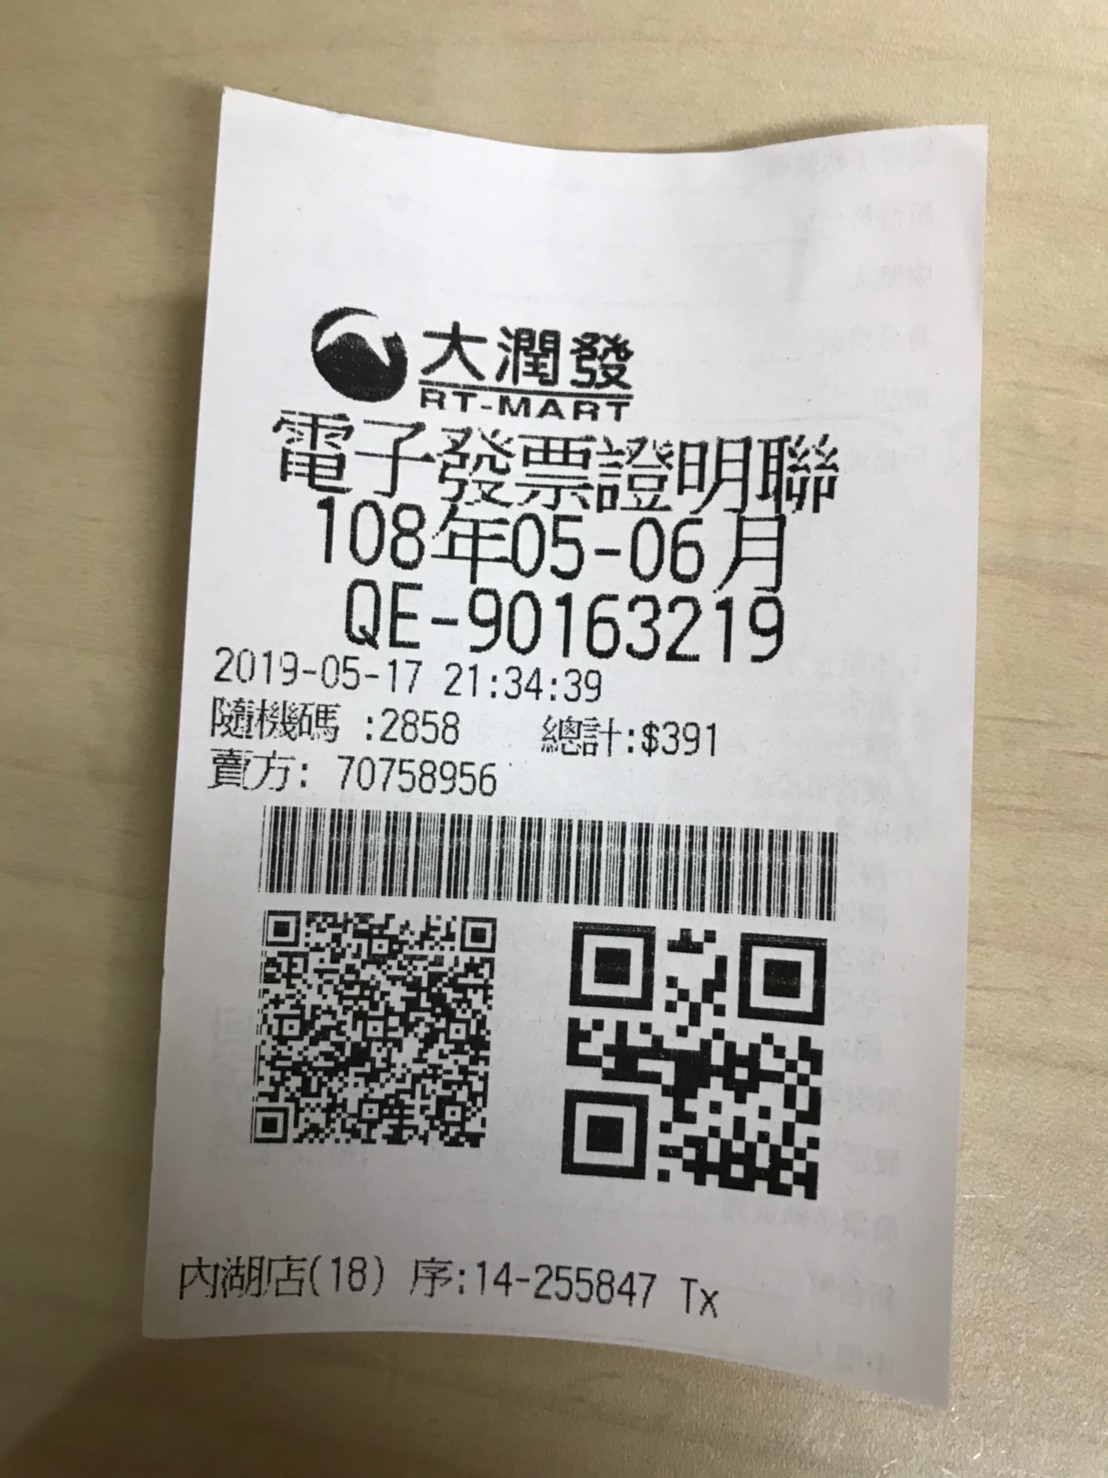 大潤發
RT-MART
電子發票證明聯
108年05-06月
QE-90163219
2019-05-17 21:34:39
隨機碼 :2858 總計:$391
賣方: 70758956
內湖店(18) 序:14-255847 Tx